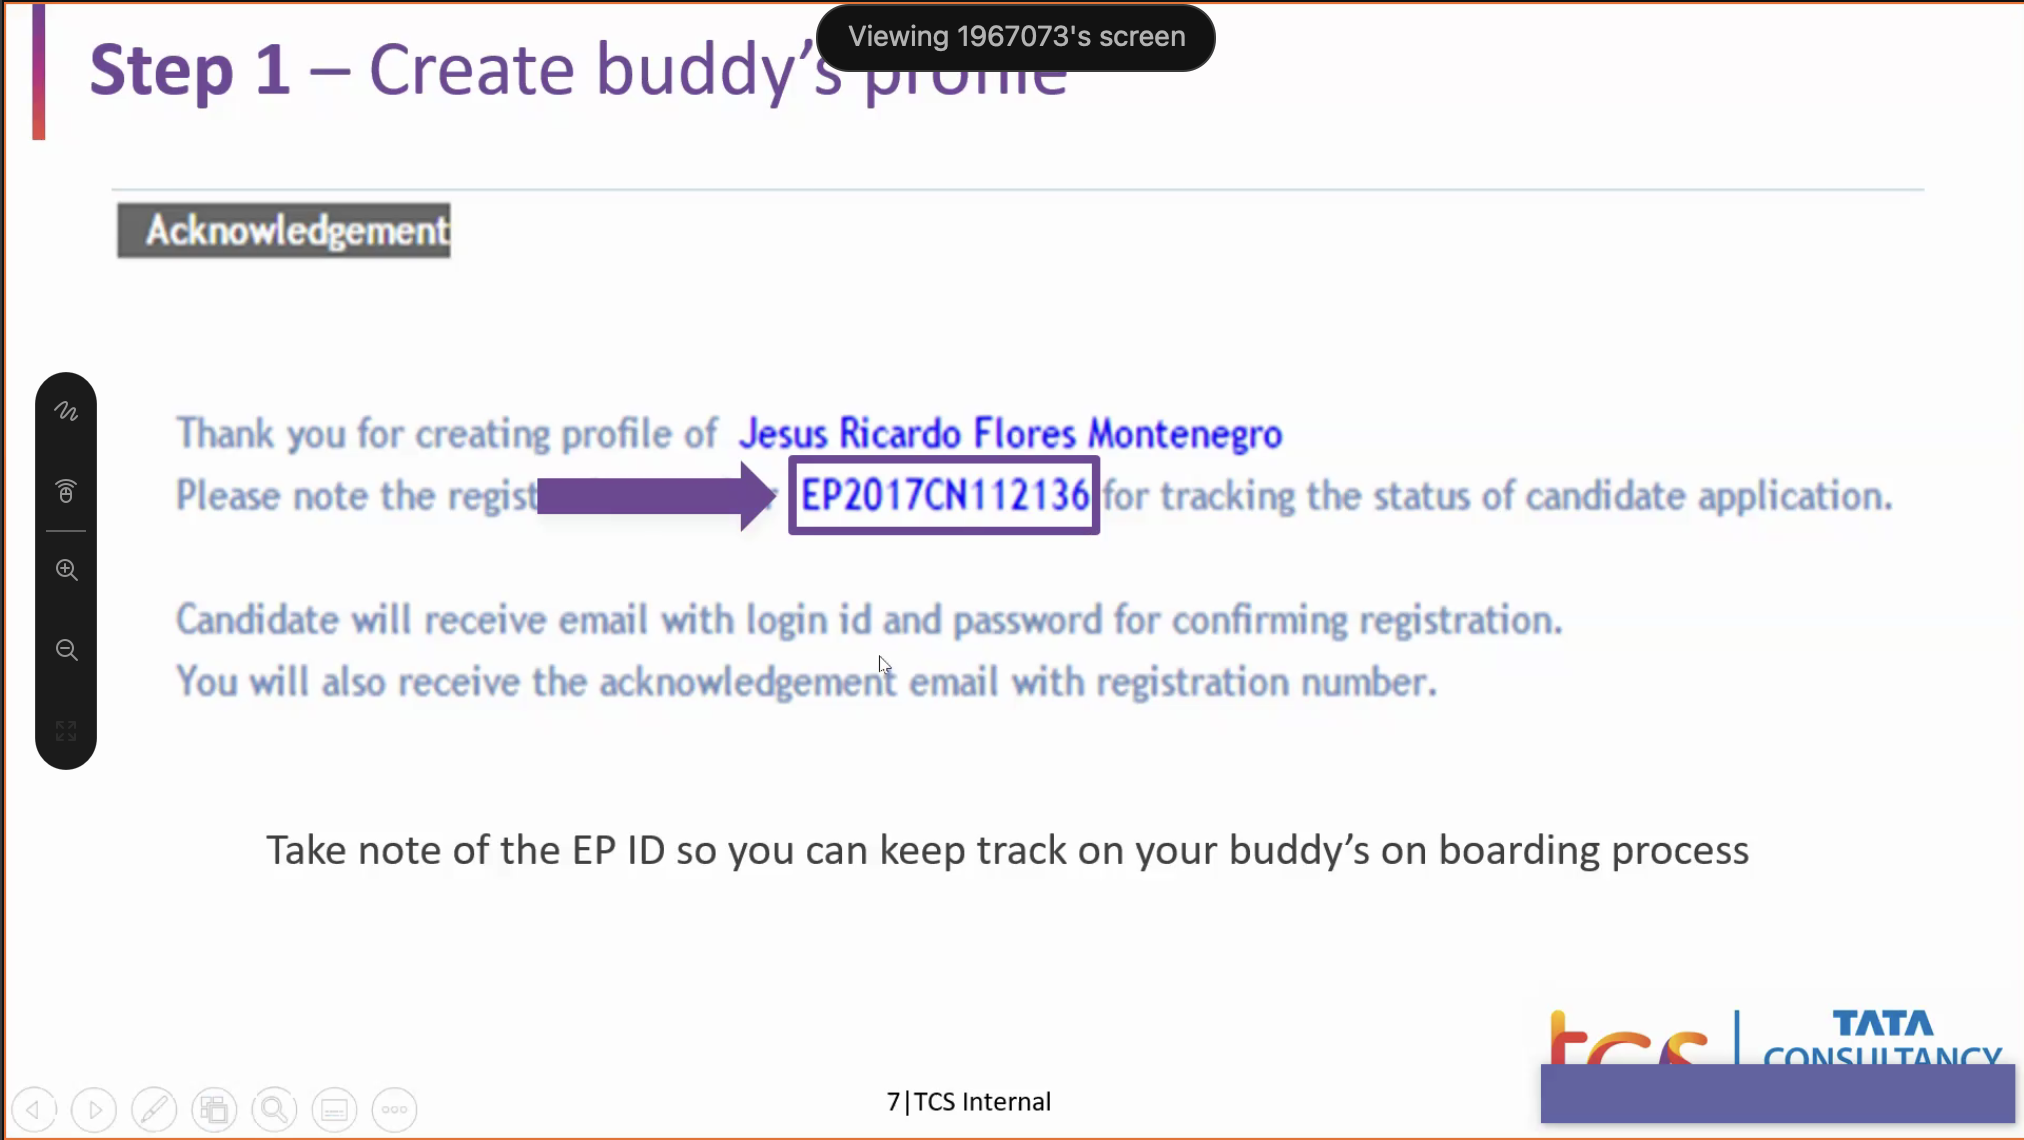 Viewing 1967073's screen
Step 1 – Create buddy's profile
Acknowledgement
Thank you for creating profile of Jesus Ricardo Flores Montenegro
Please note the regist EP2017CN112136 for tracking the status of candidate application.
Candidate will receive email with login id and password for confirming registration.
You will also receive the acknowledgement email with registration number.
Take note of the EP ID so you can keep track on your buddy's on boarding process
tcs
TATA
CONSULTANCY
7|TCS Internal